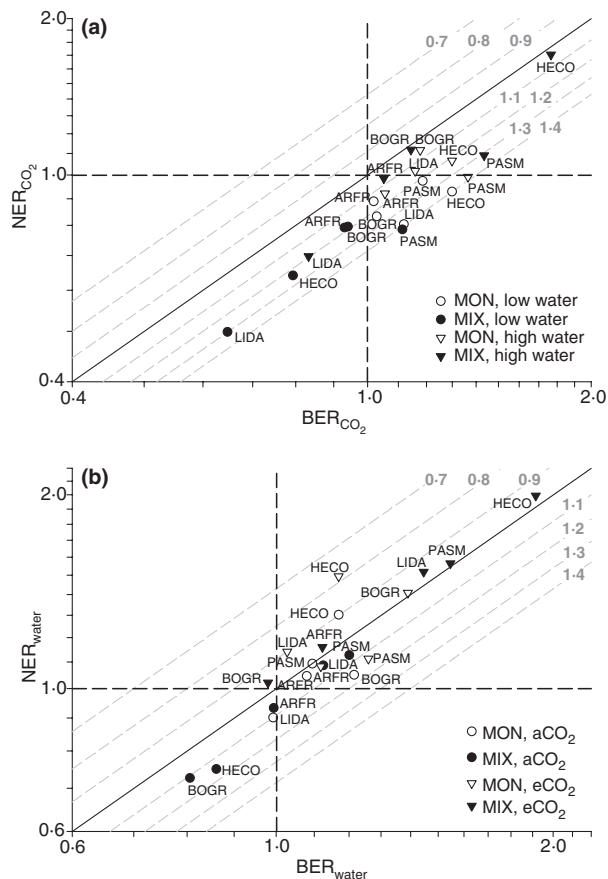 (a)
2·0
0·7 0·8 0·9
HECO
1·1 1·2
1·3 1·4
BOGR BOGR
HECO
ARFR LIDA PASM
1·0
PASM PASM
ARFR ARFR HECO
ARFR BOGR LIDA
BOGR PASM
LIDA
HECO
LIDA
MON, low water
MIX, low water
MON, high water
MIX, high water
0·4
0·4 1·0 2·0
NERCO2
BERCO2
(b)
2·0
0·7 0·8 0·9
HECO
1·1
1·2
1·3
1·4
HECO LIDA PASM
BOGR
HECO
LIDA ARFR
PASM PASM PASM
BOGR LIDA
ARFR ARFR BOGR
1·0
ARFR
LIDA
HECO
BOGR
MON, aCO2
MIX, aCO2
MON, eCO2
MIX, eCO2
0·6
0·6 1·0 2·0
NERwater
BERwater